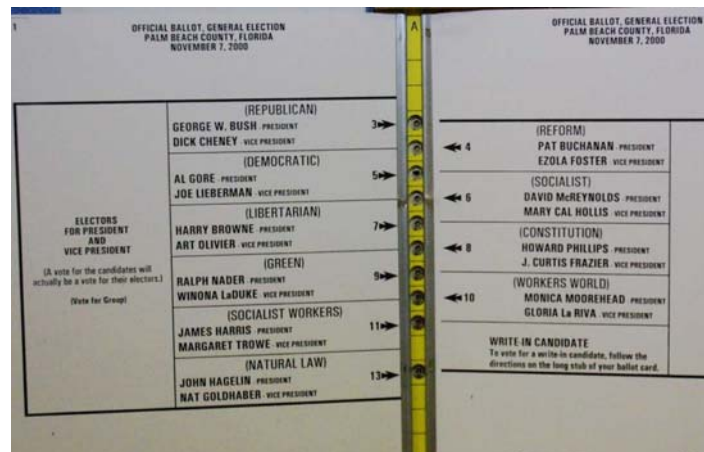 1
OFFICIAL BALLOT, GENERAL ELECTION
PALM BEACH COUNTY, FLORIDA
NOVEMBER 7, 2000
A
OFFICIAL BALLOT, GENERAL ELECTION
PALM BEACH COUNTY, FLORIDA
NOVEMBER 7, 2000
ELECTORS
FOR PRESIDENT
AND
VICE PRESIDENT
(A vote for the candidates will
actually be a vote for their electors.)
(Vote for Group)
(REPUBLICAN)
GEORGE W. BUSH - PRESIDENT 3
DICK CHENEY - VICE PRESIDENT
(DEMOCRATIC)
AL GORE - PRESIDENT 5
JOE LIEBERMAN - VICE PRESIDENT
(LIBERTARIAN)
HARRY BROWNE - PRESIDENT 7
ART OLIVIER - VICE PRESIDENT
(GREEN)
RALPH NADER - PRESIDENT 9
WINONA LaDUKE - VICE PRESIDENT
(SOCIALIST WORKERS)
JAMES HARRIS - PRESIDENT 11
MARGARET TROWE - VICE PRESIDENT
(NATURAL LAW)
JOHN HAGELIN - PRESIDENT 13
NAT GOLDHABER - VICE PRESIDENT
(REFORM)
4 PAT BUCHANAN - PRESIDENT
EZOLA FOSTER - VICE PRESIDENT
(SOCIALIST)
6 DAVID McREYNOLDS - PRESIDENT
MARY CAL HOLLIS - VICE PRESIDENT
(CONSTITUTION)
8 HOWARD PHILLIPS - PRESIDENT
J. CURTIS FRAZIER - VICE PRESIDENT
(WORKERS WORLD)
10 MONICA MOOREHEAD - PRESIDENT
GLORIA La RIVA - VICE PRESIDENT
WRITE-IN CANDIDATE
To vote for a write-in candidate, follow the
directions on the long stub of your ballot card.